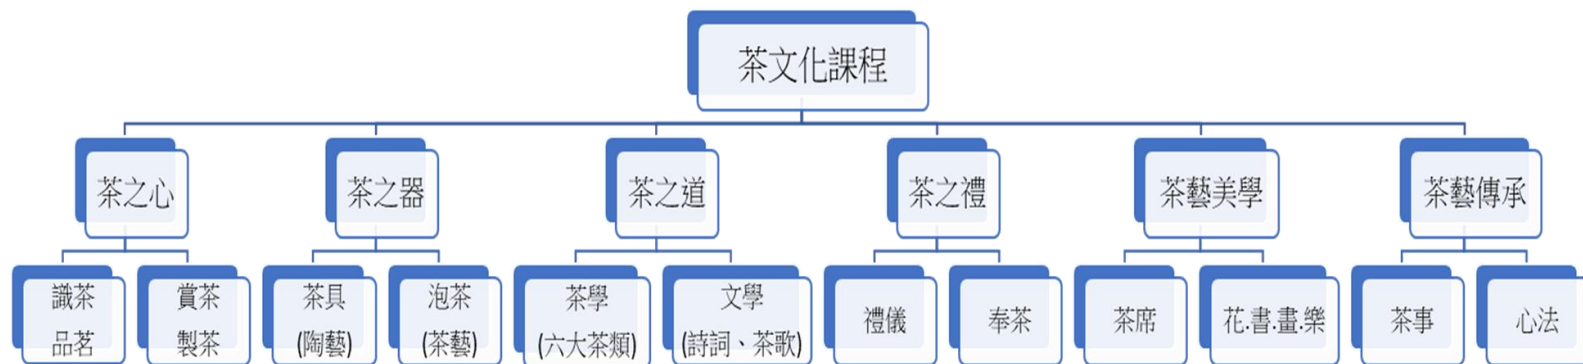 茶文化課程
茶之心
茶之器
茶之道
茶之禮
茶藝美學
茶藝傳承
識茶
品茗
賞茶
製茶
茶具
(陶藝)
泡茶
(茶藝)
茶學
(六大茶類)
文學
(詩詞、茶歌)
禮儀
奉茶
茶席
花.書.畫.樂
茶事
心法